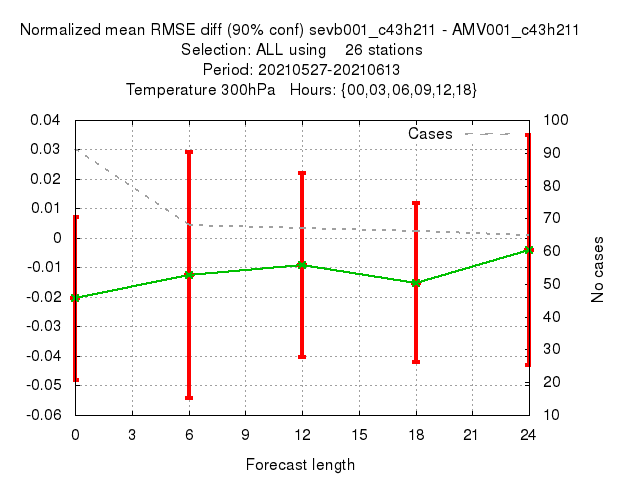 Normalized mean RMSE diff (90% conf) sevb001_c43h211 - AMV001_c43h211
Selection: ALL using    26 stations
Period: 20210527-20210613
Temperature 300hPa   Hours: {00,03,06,09,12,18}
Cases
0.04
0.03
0.02
0.01
0
-0.01
-0.02
-0.03
-0.04
-0.05
-0.06
100
90
80
70
60
50
40
30
20
10
No cases
0 3 6 9 12 15 18 21 24
Forecast length